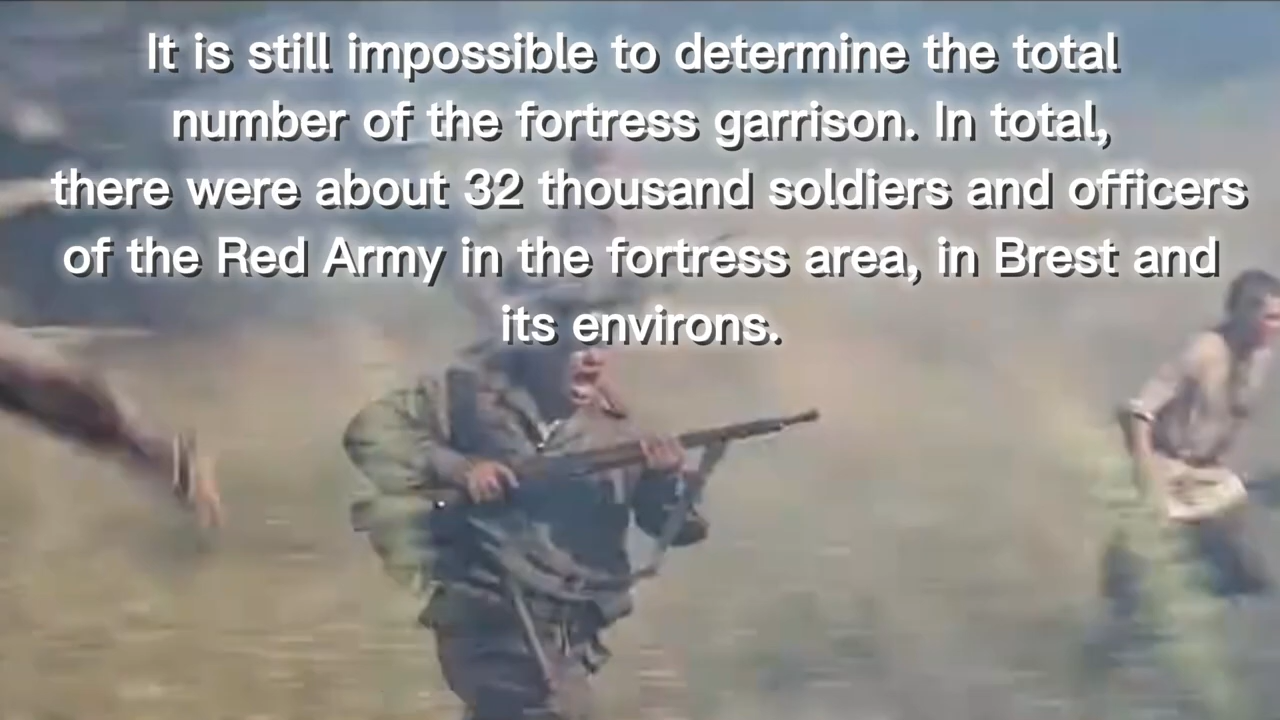 It is still impossible to determine the total
number of the fortress garrison. In total,
there were about 32 thousand soldiers and officers
of the Red Army in the fortress area, in Brest and
its environs.